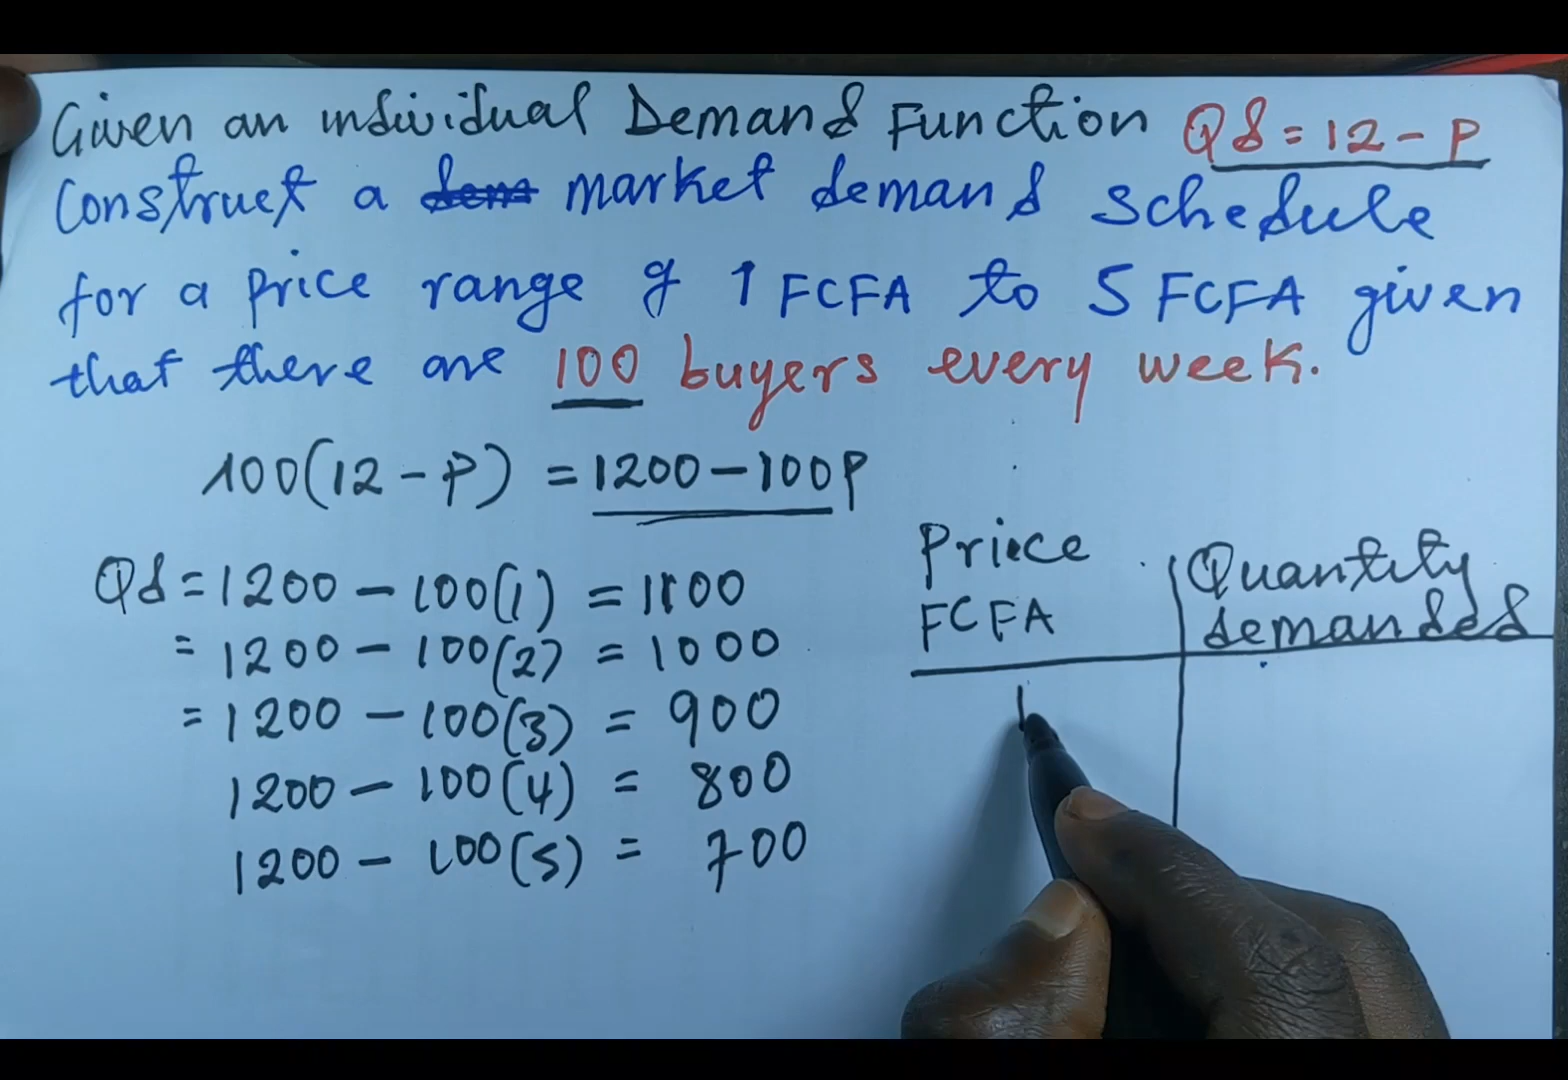 Given an individual Demand Function Qd = 12 - P
Construct a market demand schedule
for a price range of 1 FCFA to 5 FCFA given
that there are 100 buyers every week.
100(12 - P) = 1200 - 100P
Qd = 1200 - 100(1) = 1100
= 1200 - 100(2) = 1000
= 1200 - 100(3) = 900
1200 - 100(4) = 800
1200 - 100(5) = 700
Price
FCFA
Quantity
demanded
1